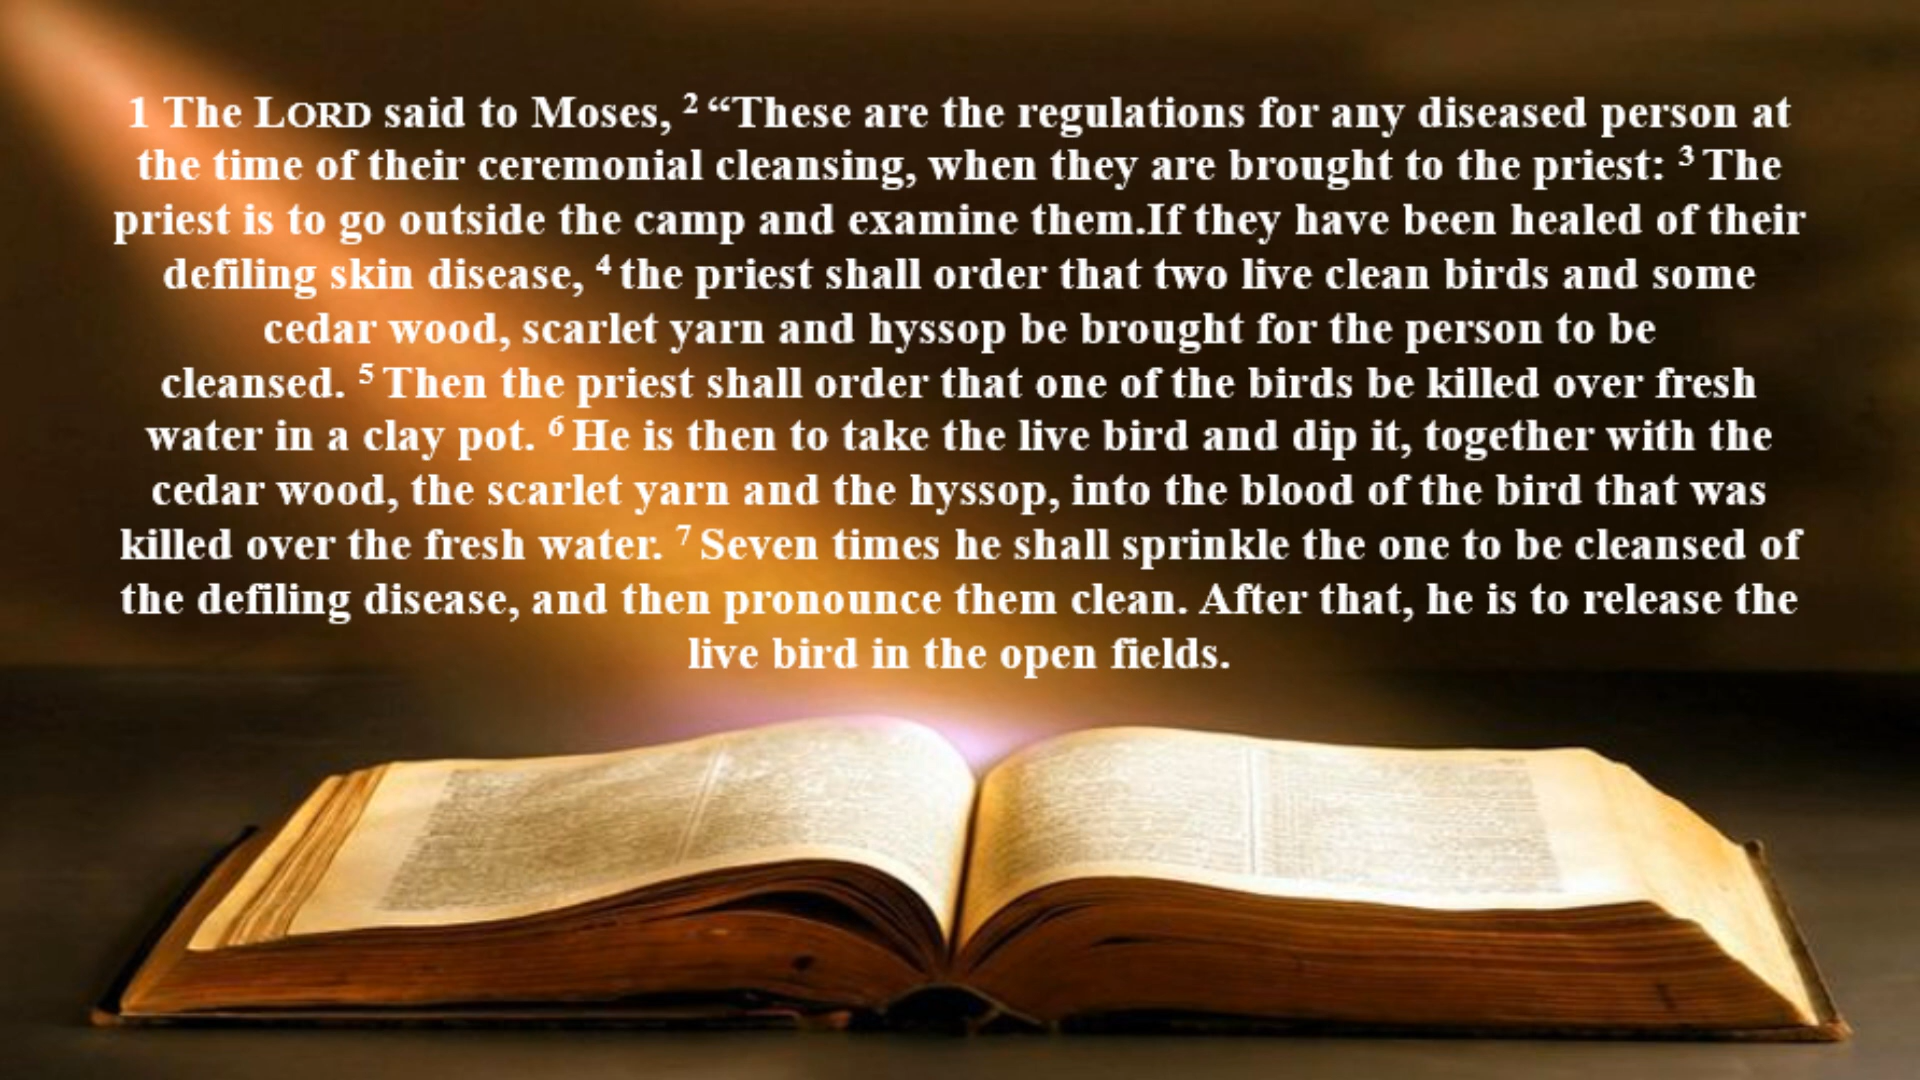 1 The LORD said to Moses, 2 “These are the regulations for any diseased person at
the time of their ceremonial cleansing, when they are brought to the priest: 3 The
priest is to go outside the camp and examine them.If they have been healed of their
defiling skin disease, 4 the priest shall order that two live clean birds and some
cedar wood, scarlet yarn and hyssop be brought for the person to be
cleansed. 5 Then the priest shall order that one of the birds be killed over fresh
water in a clay pot. 6 He is then to take the live bird and dip it, together with the
cedar wood, the scarlet yarn and the hyssop, into the blood of the bird that was
killed over the fresh water. 7 Seven times he shall sprinkle the one to be cleansed of
the defiling disease, and then pronounce them clean. After that, he is to release the
live bird in the open fields.